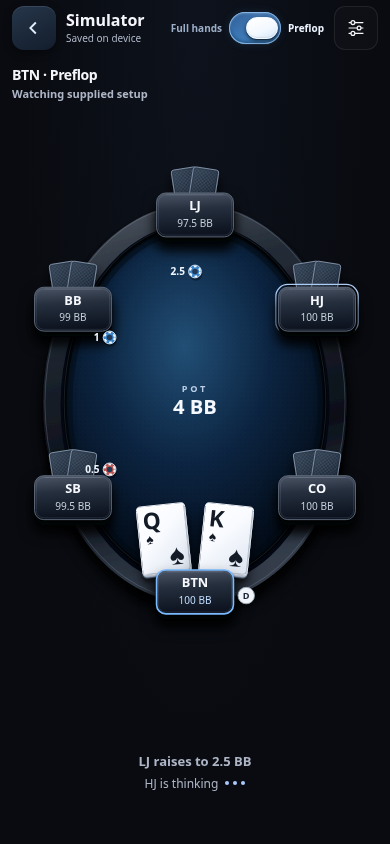 Simulator
Saved on device
Full hands
Preflop
BTN · Preflop
Watching supplied setup
LJ
97.5 BB
2.5
BB
99 BB
1
HJ
100 BB
POT
4 BB
SB
99.5 BB
0.5
CO
100 BB
Q
♠
♠
K
♠
♠
BTN
100 BB
D
LJ raises to 2.5 BB
HJ is thinking